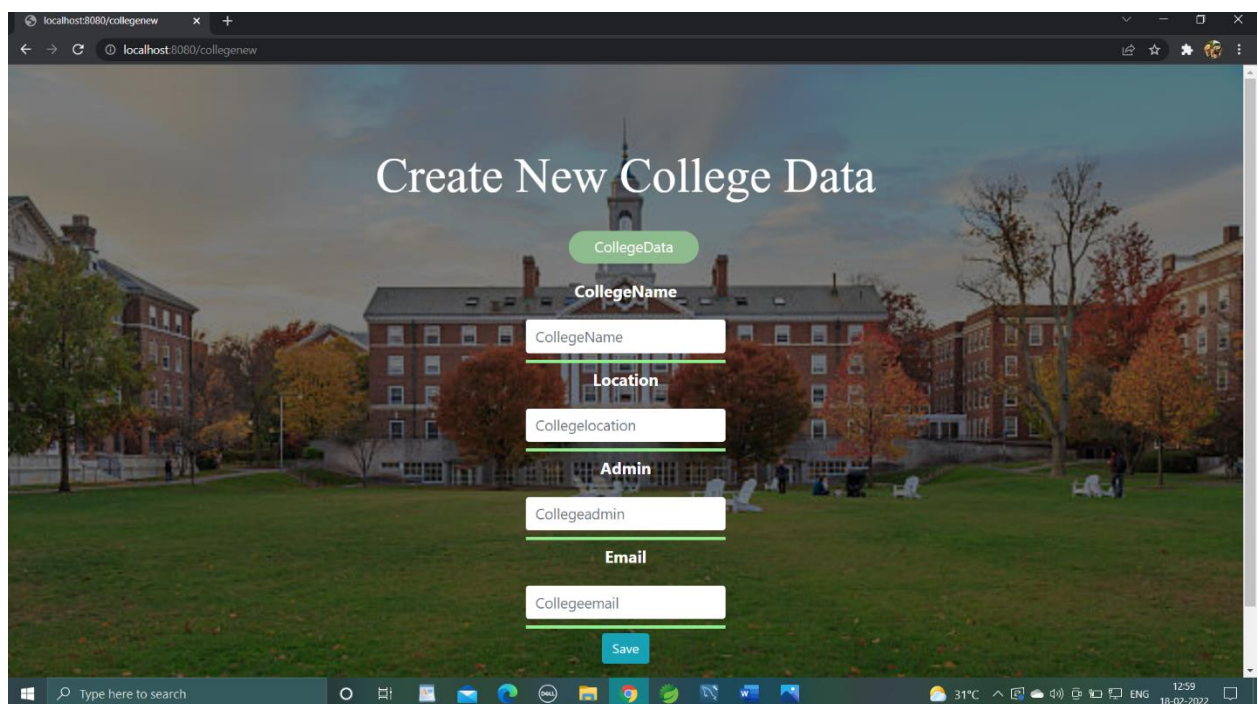 localhost:8080/collegenew
localhost:8080/collegenew
Create New College Data
CollegeData
CollegeName
CollegeName
Location
Collegelocation
Admin
Collegeadmin
Email
Collegeemail
Save
Type here to search
DELL
W
31°C
ENG
12:59
18-02-2022